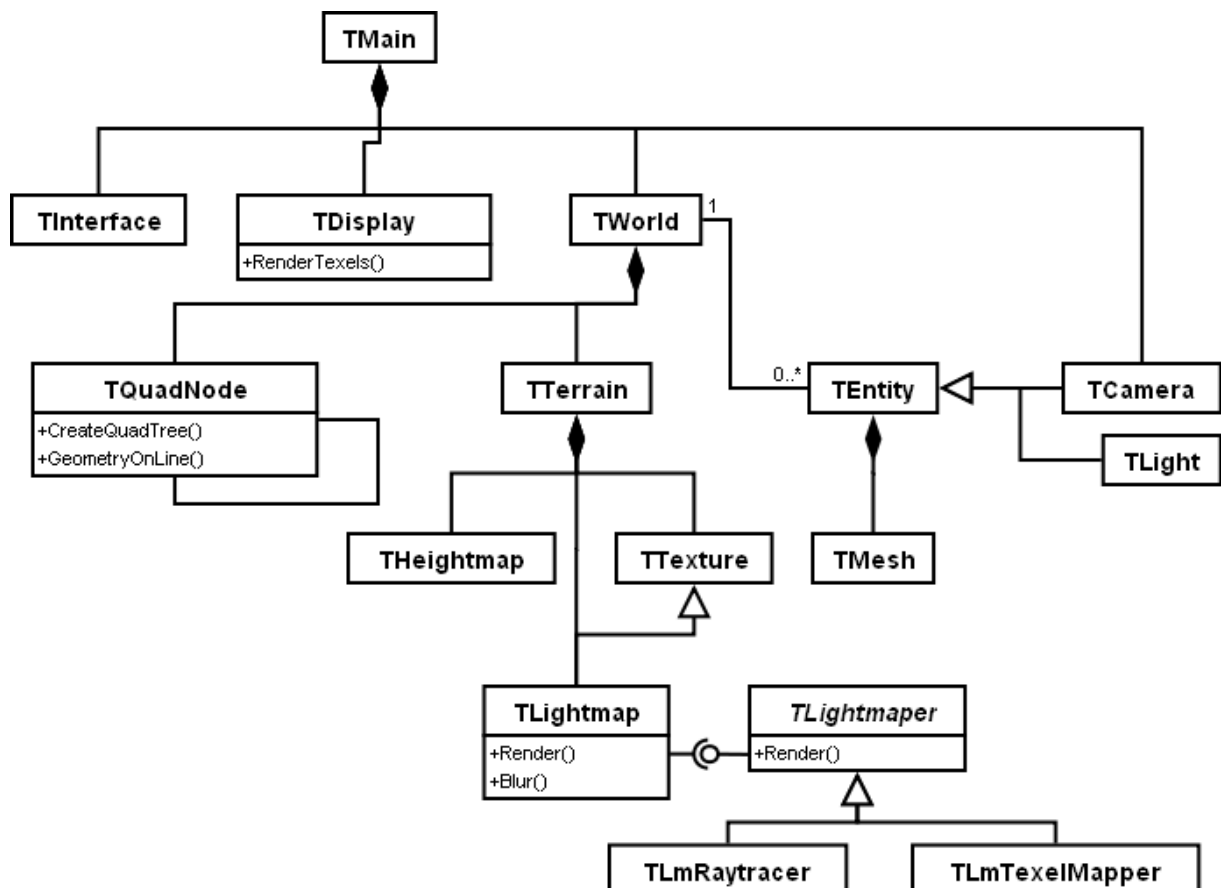 TMain
TInterface
TDisplay
+RenderTexels()
TWorld
1
TQuadNode
+CreateQuadTree()
+GeometryOnLine()
TTerrain
0..*
TEntity
TCamera
TLight
THeightmap
TTexture
TMesh
TLightmap
+Render()
+Blur()
TLightmaper
+Render()
TLmRaytracer
TLmTexelMapper